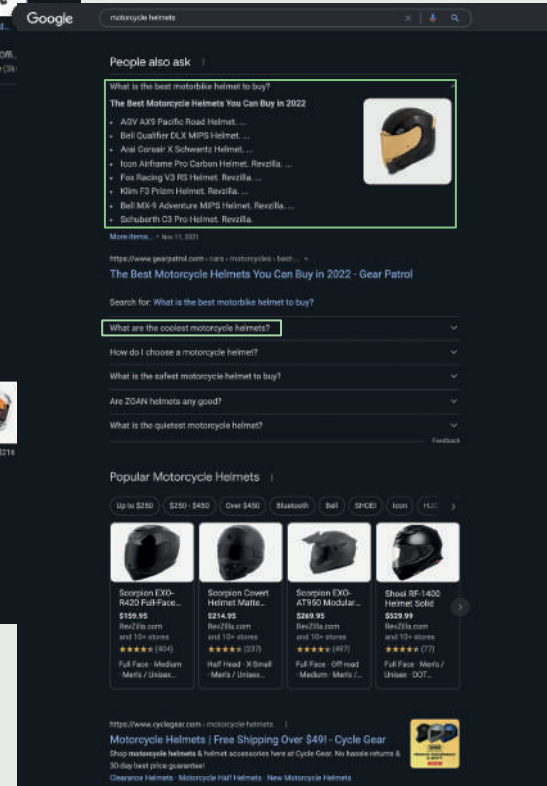 Google
motorcycle helmets
People also ask
What is the best motorbike helmet to buy?
The Best Motorcycle Helmets You Can Buy in 2022
AGV AX9 Pacific Road Helmet. ...
Bell Qualifier DLX MIPS Helmet. ...
Arai Corsair X Schwantz Helmet. ...
Icon Airframe Pro Carbon Helmet. Revzilla. ...
Fox Racing V3 RS Helmet. Revzilla. ...
Klim F3 Prizm Helmet. Revzilla. ...
Bell MX-9 Adventure MIPS Helmet. Revzilla. ...
Schuberth C3 Pro Helmet. Revzilla.
More items... • Nov 11, 2021
https://www.gearpatrol.com › cars › motorcycles › best-...
The Best Motorcycle Helmets You Can Buy in 2022 - Gear Patrol
Search for: What is the best motorbike helmet to buy?
What are the coolest motorcycle helmets?
How do I choose a motorcycle helmet?
What is the safest motorcycle helmet to buy?
Are ZOAN helmets any good?
What is the quietest motorcycle helmet?
Feedback
$216
Popular Motorcycle Helmets
Up to $250 $250 - $450 Over $450 Bluetooth Bell SHOEI Icon HJC
Scorpion EXO-R420 Full-Face...
$159.95
RevZilla.com
and 10+ stores
(404)
Full Face · Medium
· Men's / Unisex...
Scorpion Covert
Helmet Matte...
$214.95
RevZilla.com
and 10+ stores
(237)
Half Head · X-Small
· Men's / Unisex...
Scorpion EXO-
AT950 Modular...
$269.95
RevZilla.com
and 10+ stores
(497)
Full Face · Off-road
· Medium · Men's /...
Shoei RF-1400
Helmet Solid
$529.99
RevZilla.com
and 10+ stores
(77)
Full Face · Men's /
Unisex · DOT...
https://www.cyclegear.com › motorcycle-helmets
Motorcycle Helmets | Free Shipping Over $49! - Cycle Gear
Shop motorcycle helmets & helmet accessories here at Cycle Gear. No hassle returns &
30-day best price guarantee!
Clearance Helmets · Motorcycle Half Helmets · New Motorcycle Helmets